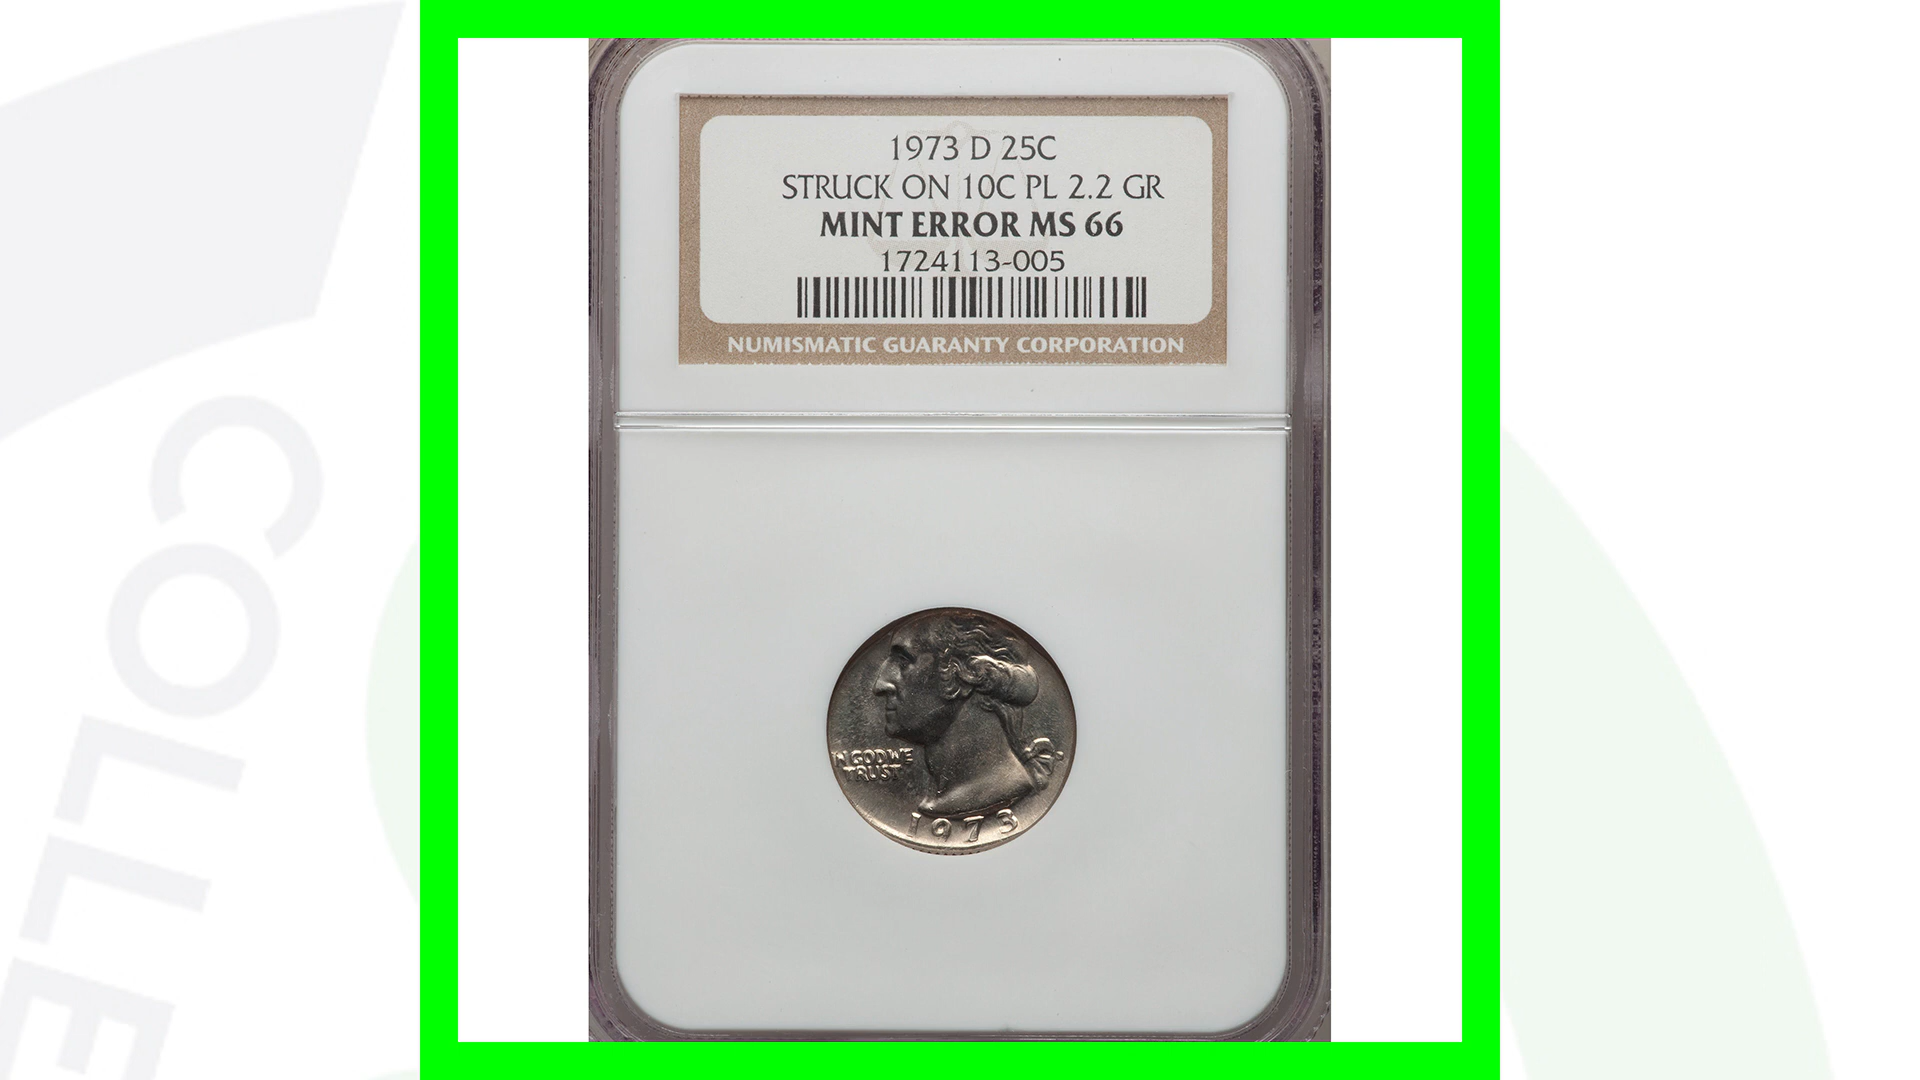 1973 D 25C
STRUCK ON 10C PL 2.2 GR
MINT ERROR MS 66
1724113-005
NUMISMATIC GUARANTY CORPORATION
IN GOD WE
TRUST
1973
COLLE